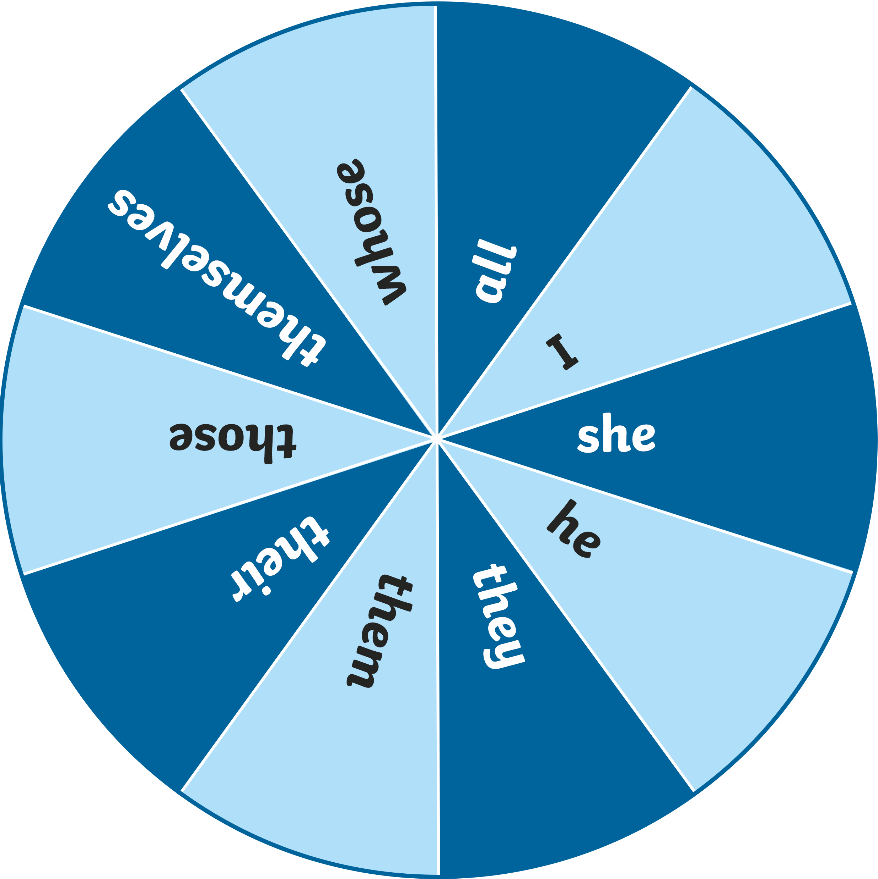 all
I
she
he
they
them
their
those
themselves
whose